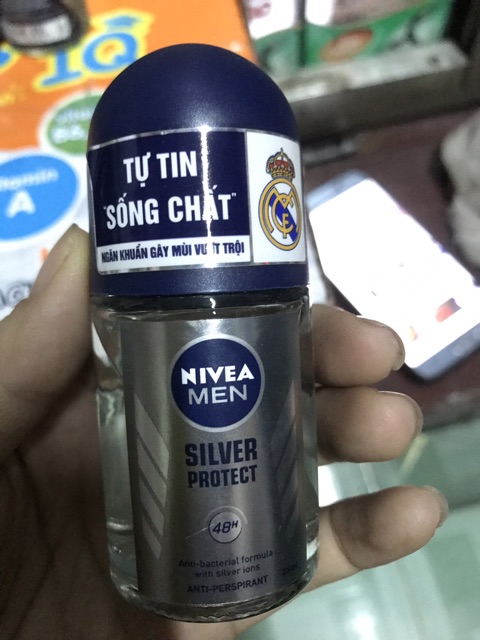 IQ
A
TỰ TIN
"SỐNG CHẤT"
NGĂN KHUẨN GÂY MÙI VƯỢT TRỘI
NIVEA
MEN
SILVER
PROTECT
48H
Anti-bacterial formula
with silver ions
ANTI-PERSPIRANT